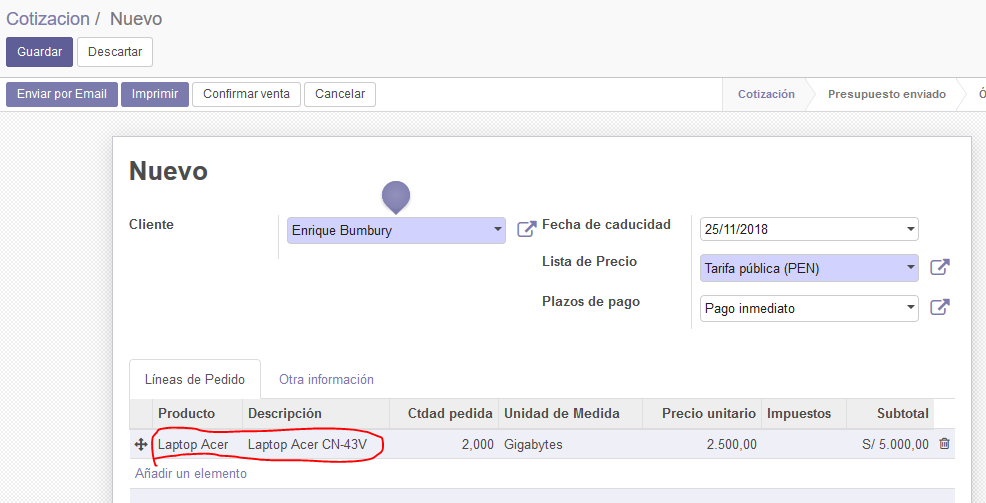 Cotizacion / Nuevo
Guardar Descartar
Enviar por Email Imprimir Confirmar venta Cancelar Cotización Presupuesto enviado Ó
Nuevo
Cliente Enrique Bumbury Fecha de caducidad 25/11/2018
Lista de Precio Tarifa pública (PEN)
Plazos de pago Pago inmediato
Líneas de Pedido Otra información
Producto Descripción Ctdad pedida Unidad de Medida Precio unitario Impuestos Subtotal
Laptop Acer Laptop Acer CN-43V 2,000 Gigabytes 2.500,00 S/ 5.000,00
Añadir un elemento